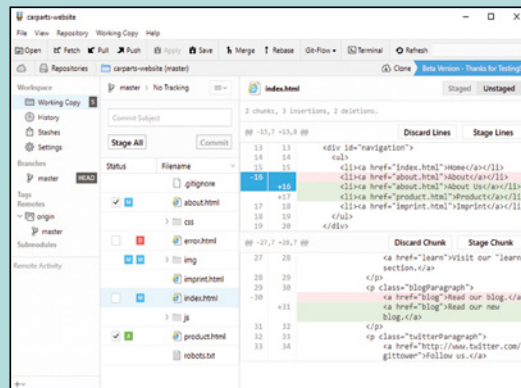 carparts-website
File View Repository Working Copy Help
Open Fetch Pull Push Apply Save Merge Rebase Git-Flow Terminal Refresh
Repositories carparts-website (master) Clone Beta Version - Thanks for Testing!
Workspace
Working Copy 5
History
Stashes
Settings
Branches
master HEAD
Tags
Remotes
origin
master
Submodules
Remote Activity
master No Tracking
Commit Subject
Stage All Commit
Status Filename
.gitignore
M about.html
css
D error.html
M M img
imprint.html
M index.html
js
A product.html
robots.txt
index.html Staged Unstaged
2 chunks, 3 insertions, 2 deletions.
@@ -13,7 +13,8 @@ Discard Lines Stage Lines
13 13 <div id="navigation">
14 14 <ul>
15 15 <li><a href="index.html">Home</a></li>
-16 <li><a href="about.html">About</a></li>
+16 <li><a href="about.html">About Us</a></li>
+17 <li><a href="product.html">Product</a></li>
17 18 <li><a href="imprint.html">Imprint</a></li>
18 19 </ul>
19 20 </div>
@@ -27,7 +28,7 @@ Discard Chunk Stage Chunk
27 28 <a href="learn">Visit our "learn
section.</a>
28 29 </p>
29 30 <p class="blogParagraph">
-30 <a href="blog">Read our blog.</a>
+31 <a href="blog">Read our new
blog.</a>
31 32 </p>
32 33 <p class="twitterParagraph">
33 34 <a href="http://www.twitter.com/
gittower">Follow us.</a>